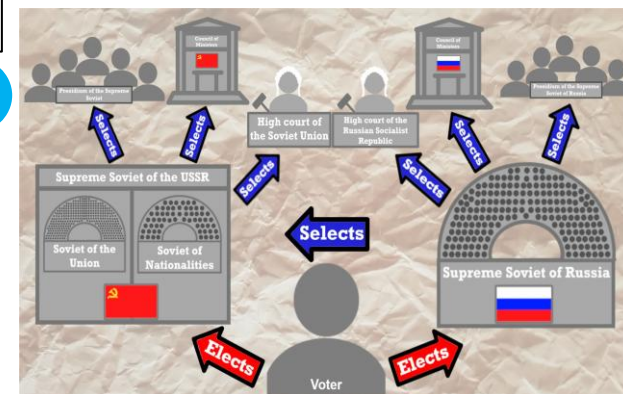 Council of
Ministers
Council of
Ministers
Presidium of the Supreme
Soviet
Presidium of the Supreme
Soviet of Russia
High court of
the Soviet Union
High court of the
Russian Socialist
Republic
Selects
Selects
Selects
Selects
Selects
Selects
Supreme Soviet of the USSR
Soviet of the
Union
Soviet of
Nationalities
Selects
Supreme Soviet of Russia
Elects
Elects
Voter